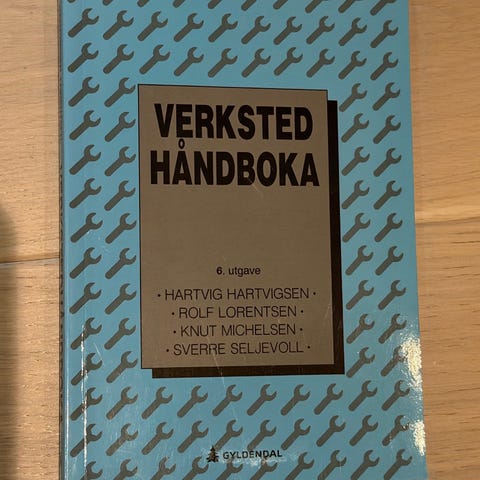 VERKSTED
HÅNDBOKA
6. utgave
· HARTVIG HARTVIGSEN ·
· ROLF LORENTSEN ·
· KNUT MICHELSEN ·
· SVERRE SELJEVOLL ·
GYLDENDAL